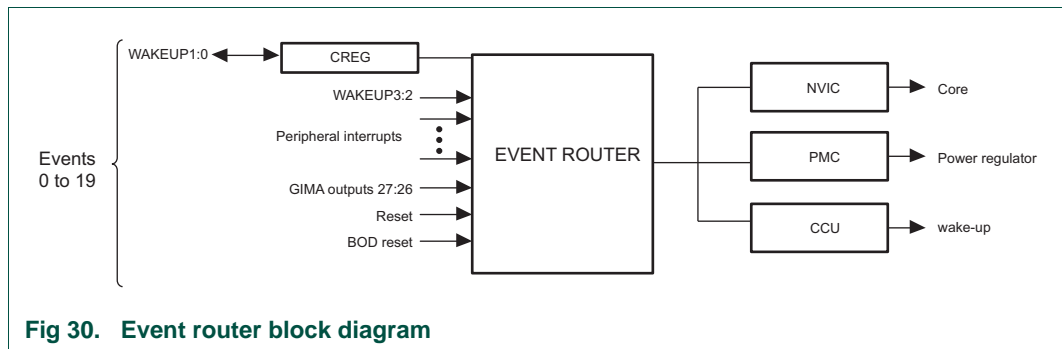 WAKEUP1:0
CREG
WAKEUP3:2
Peripheral interrupts
Events
0 to 19
GIMA outputs 27:26
Reset
BOD reset
EVENT ROUTER
NVIC
Core
PMC
Power regulator
CCU
wake-up
Fig 30. Event router block diagram